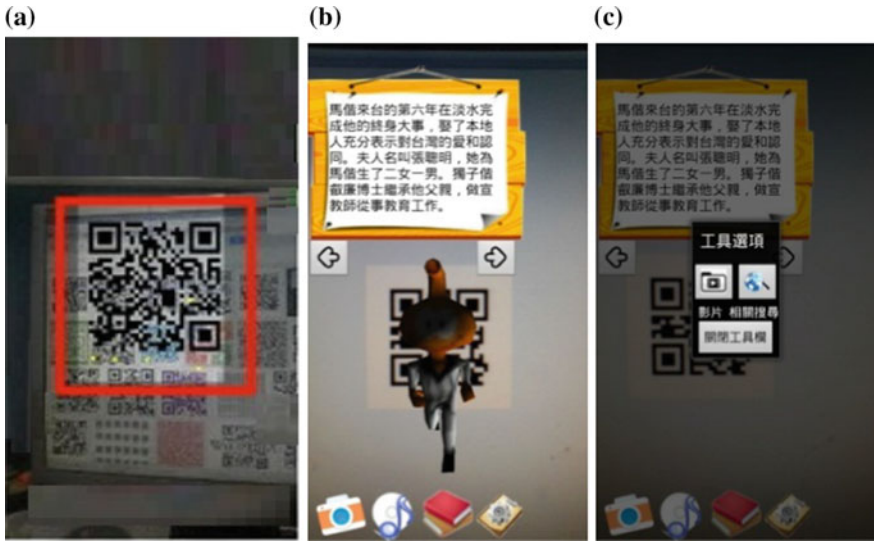 (a)
(b)
(c)
馬偕來台的第六年在淡水完
成他的終身大事，娶了本地
人充分表示對台灣的愛和認
同。夫人名叫張聰明，她為
馬偕生了二女一男。獨子偕
叡廉博士繼承他父親，做宣
教師從事教育工作。
馬偕來台的第六年在淡水完
成他的終身大事，娶了本地
人充分表示對台灣的愛和認
同。夫人名叫張聰明，她為
馬偕生了二女一男。獨子偕
叡廉博士繼承他父親，做宣
教師從事教育工作。
工具選項
影片 相關搜尋
關閉工具欄